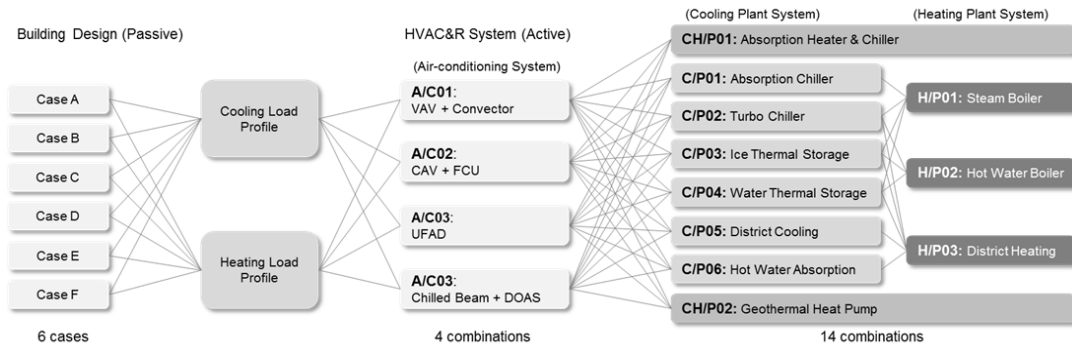 (Cooling Plant System)
(Heating Plant System)
Building Design (Passive)
HVAC&R System (Active)
CH/P01: Absorption Heater & Chiller
(Air-conditioning System)
Case A
Case B
Case C
Case D
Case E
Case F
Cooling Load
Profile
Heating Load
Profile
A/C01:
VAV + Convector
A/C02:
CAV + FCU
A/C03:
UFAD
A/C03:
Chilled Beam + DOAS
C/P01: Absorption Chiller
C/P02: Turbo Chiller
C/P03: Ice Thermal Storage
C/P04: Water Thermal Storage
C/P05: District Cooling
C/P06: Hot Water Absorption
CH/P02: Geothermal Heat Pump
H/P01: Steam Boiler
H/P02: Hot Water Boiler
H/P03: District Heating
6 cases
4 combinations
14 combinations